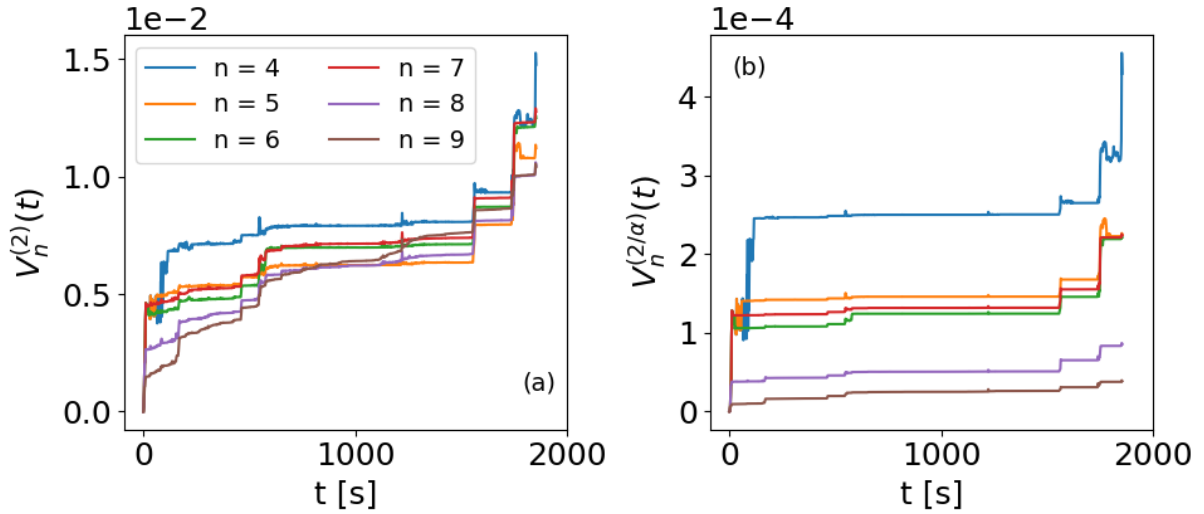 1e−2
1.5
1.0
0.5
0.0
V_n^{(2)}(t)
n = 4
n = 5
n = 6
n = 7
n = 8
n = 9
(a)
0
1000
2000
t [s]
1e−4
(b)
4
3
2
1
0
V_n^{(2/α)}(t)
0
1000
2000
t [s]